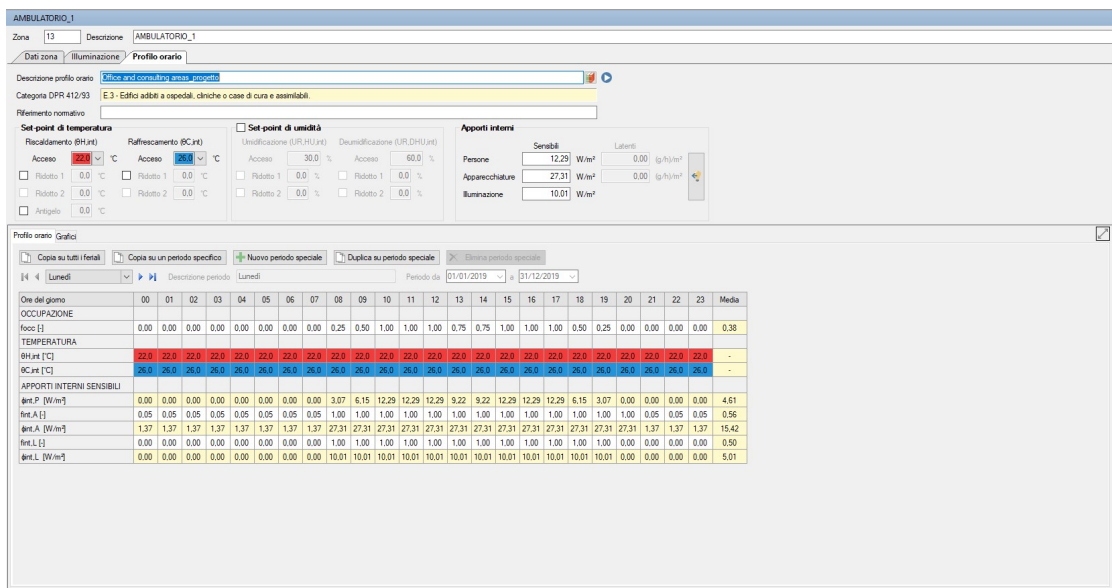 AMBULATORIO_1
Zona 13 Descrizione AMBULATORIO_1
Dati zona Illuminazione Profilo orario
Descrizione profilo orario Office and consulting areas_progetto
Categoria DPR 412/93 E.3 - Edifici adibiti a ospedali, cliniche o case di cura e assimilabili.
Riferimento normativo
Set-point di temperatura Set-point di umidità Apporti interni
Riscaldamento (θH,int) Raffrescamento (θC,int) Umidificazione (UR,HU,int) Deumidificazione (UR,DHU,int) Sensibili Latenti
Acceso 22,0 °C Acceso 26,0 °C Acceso 30,0 % Acceso 60,0 % Persone 12,29 W/m² 0,00 (g/h)/m²
Ridotto 1 0,0 °C Ridotto 1 0,0 °C Ridotto 1 0,0 % Ridotto 1 0,0 % Apparecchiature 27,31 W/m² 0,00 (g/h)/m²
Ridotto 2 0,0 °C Ridotto 2 0,0 °C Ridotto 2 0,0 % Ridotto 2 0,0 % Illuminazione 10,01 W/m²
Antigelo 0,0 °C
Profilo orario Grafici
Copia su tutti i feriali Copia su un periodo specifico Nuovo periodo speciale Duplica su periodo speciale Elimina periodo speciale
Lunedì Descrizione periodo Lunedì Periodo da 01/01/2019 a 31/12/2019
Ore del giorno 00 01 02 03 04 05 06 07 08 09 10 11 12 13 14 15 16 17 18 19 20 21 22 23 Media
OCCUPAZIONE
focc [-] 0,00 0,00 0,00 0,00 0,00 0,00 0,00 0,00 0,25 0,50 1,00 1,00 1,00 0,75 0,75 1,00 1,00 1,00 0,50 0,25 0,00 0,00 0,00 0,00 0,38
TEMPERATURA
θH,int [°C] 22,0 22,0 22,0 22,0 22,0 22,0 22,0 22,0 22,0 22,0 22,0 22,0 22,0 22,0 22,0 22,0 22,0 22,0 22,0 22,0 22,0 22,0 22,0 22,0 -
θC,int [°C] 26,0 26,0 26,0 26,0 26,0 26,0 26,0 26,0 26,0 26,0 26,0 26,0 26,0 26,0 26,0 26,0 26,0 26,0 26,0 26,0 26,0 26,0 26,0 26,0 -
APPORTI INTERNI SENSIBILI
ϕint,P [W/m²] 0,00 0,00 0,00 0,00 0,00 0,00 0,00 0,00 3,07 6,15 12,29 12,29 12,29 9,22 9,22 12,29 12,29 12,29 6,15 3,07 0,00 0,00 0,00 0,00 4,61
fint,A [-] 0,05 0,05 0,05 0,05 0,05 0,05 0,05 0,05 1,00 1,00 1,00 1,00 1,00 1,00 1,00 1,00 1,00 1,00 1,00 1,00 1,00 0,05 0,05 0,05 0,56
ϕint,A [W/m²] 1,37 1,37 1,37 1,37 1,37 1,37 1,37 1,37 27,31 27,31 27,31 27,31 27,31 27,31 27,31 27,31 27,31 27,31 27,31 27,31 27,31 1,37 1,37 1,37 15,42
fint,L [-] 0,00 0,00 0,00 0,00 0,00 0,00 0,00 0,00 1,00 1,00 1,00 1,00 1,00 1,00 1,00 1,00 1,00 1,00 1,00 1,00 0,00 0,00 0,00 0,00 0,50
ϕint,L [W/m²] 0,00 0,00 0,00 0,00 0,00 0,00 0,00 0,00 10,01 10,01 10,01 10,01 10,01 10,01 10,01 10,01 10,01 10,01 10,01 10,01 0,00 0,00 0,00 0,00 5,01